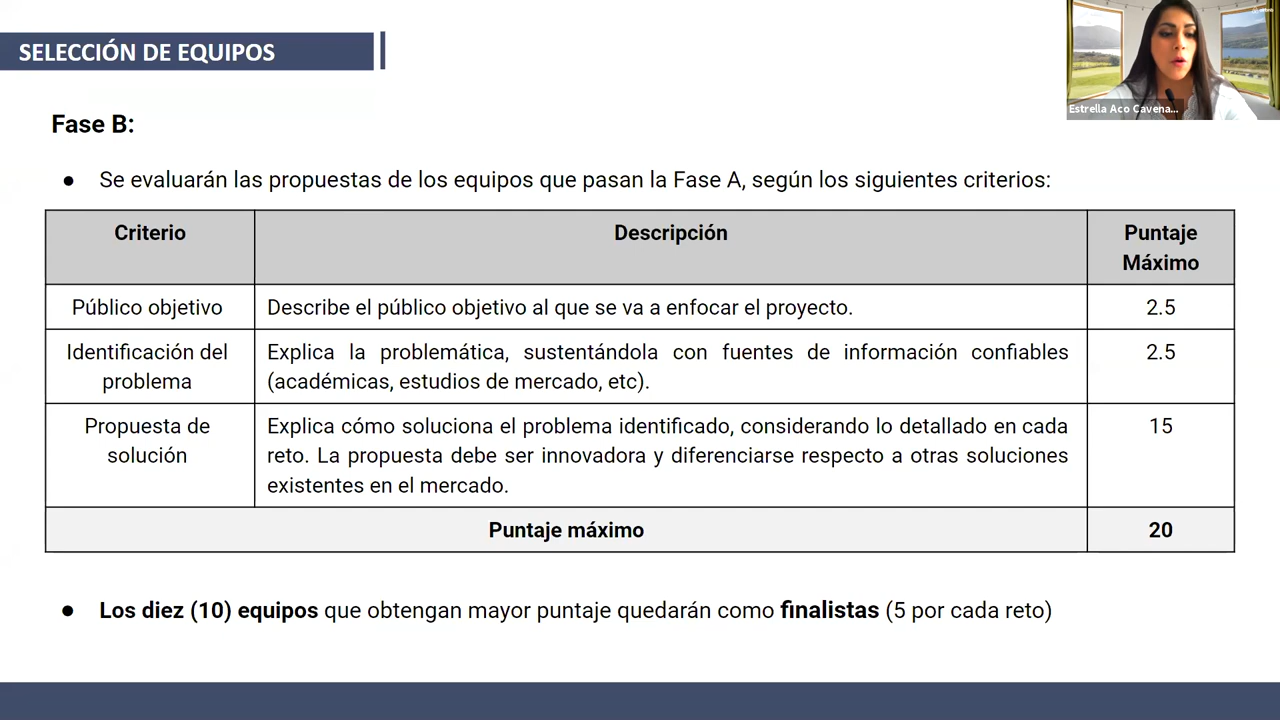 SELECCIÓN DE EQUIPOS
Estrella Aco Cavena...
Fase B:
● Se evaluarán las propuestas de los equipos que pasan la Fase A, según los siguientes criterios:
Criterio
Descripción
Puntaje
Máximo
Público objetivo
Describe el público objetivo al que se va a enfocar el proyecto.
2.5
Identificación del
problema
Explica la problemática, sustentándola con fuentes de información confiables
(académicas, estudios de mercado, etc).
2.5
Propuesta de
solución
Explica cómo soluciona el problema identificado, considerando lo detallado en cada
reto. La propuesta debe ser innovadora y diferenciarse respecto a otras soluciones
existentes en el mercado.
15
Puntaje máximo
20
● Los diez (10) equipos que obtengan mayor puntaje quedarán como finalistas (5 por cada reto)